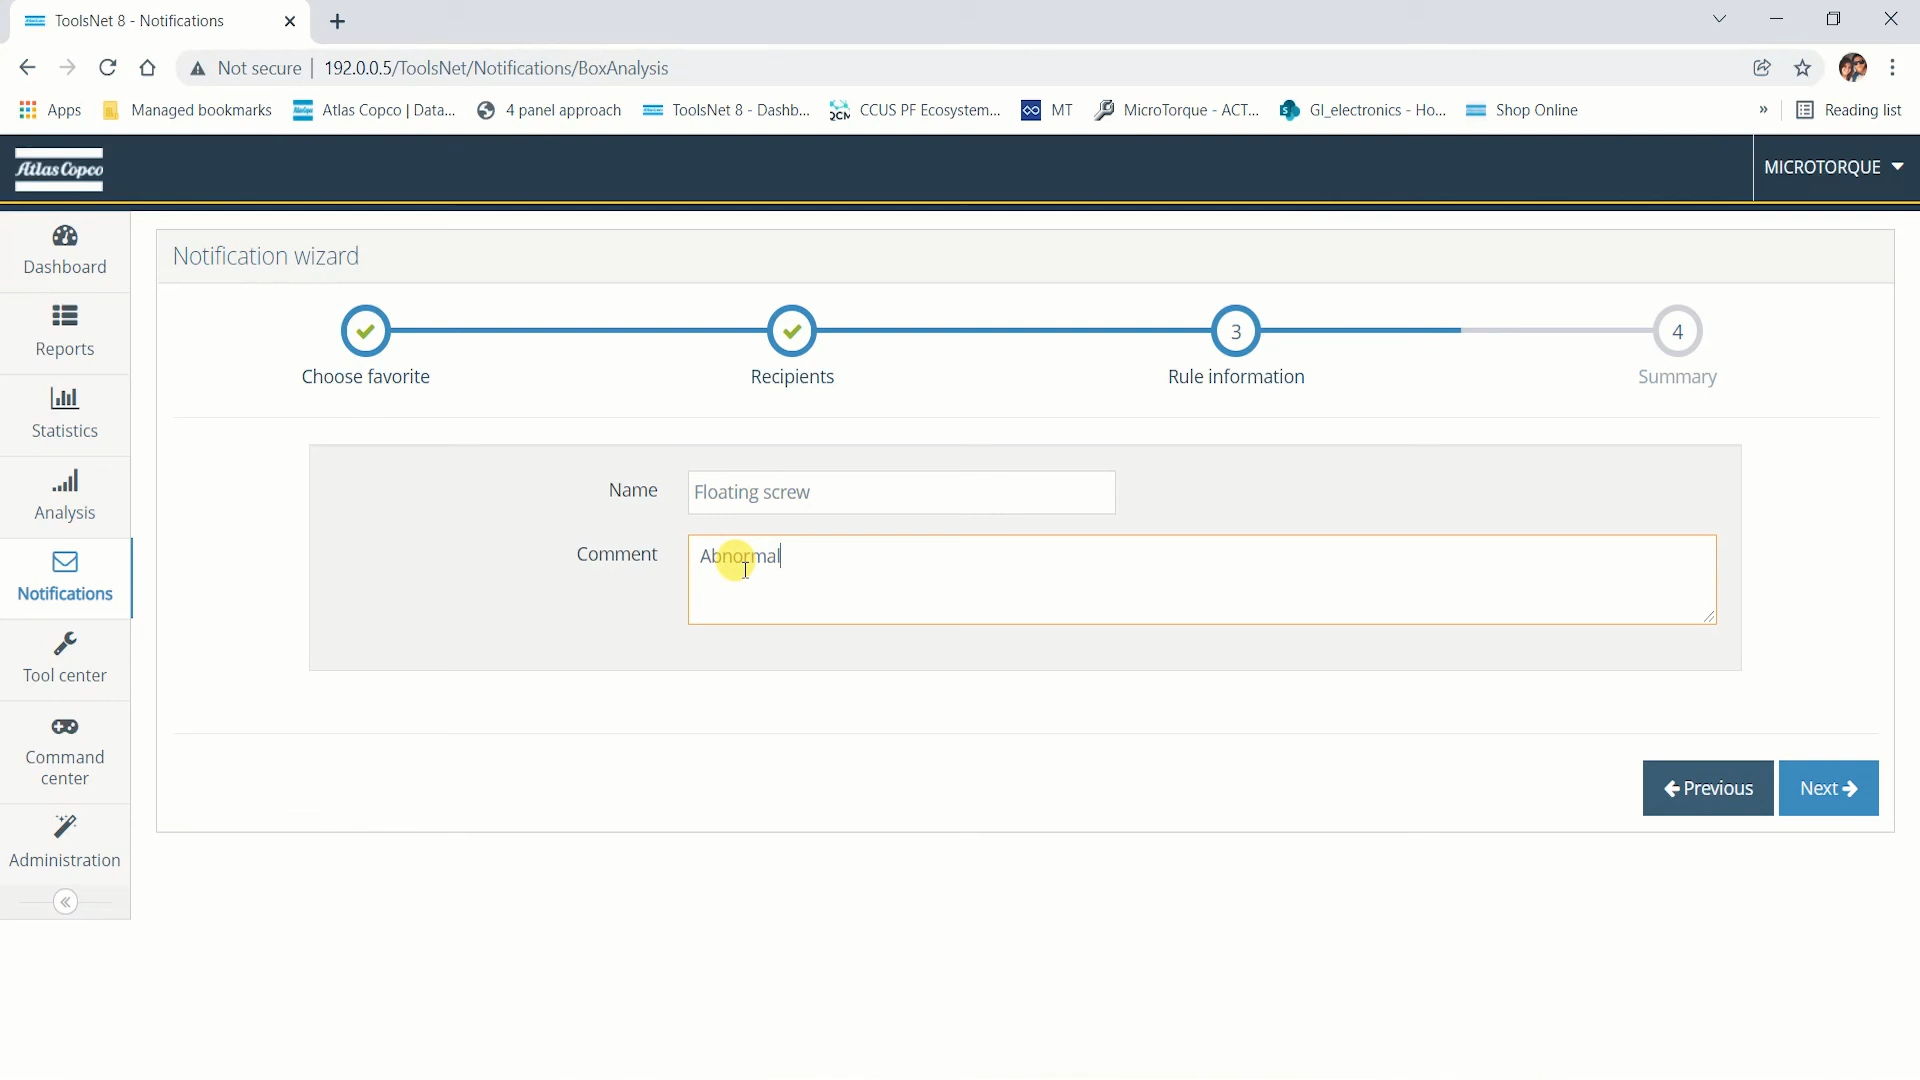 ToolsNet 8 - Notifications
Not secure | 192.0.0.5/ToolsNet/Notifications/BoxAnalysis
Apps
Managed bookmarks
Atlas Copco | Data...
4 panel approach
ToolsNet 8 - Dashb...
CCUS PF Ecosystem...
MT
MicroTorque - ACT...
GI_electronics - Ho...
Shop Online
»
Reading list
Atlas Copco
MICROTORQUE
Dashboard
Reports
Statistics
Analysis
Notifications
Tool center
Command
center
Administration
Notification wizard
Choose favorite
Recipients
3
Rule information
4
Summary
Name
Floating screw
Comment
Abnormal
Previous
Next